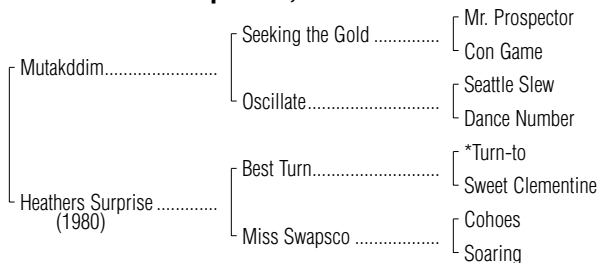 Mr. Prospector
Seeking the Gold ..............
Con Game
Mutakddim.......................
Seattle Slew
Oscillate...........................
Dance Number
*Turn-to
Best Turn..........................
Sweet Clementine
Heathers Surprise .............
(1980)
Cohoes
Miss Swapsco .................
Soaring